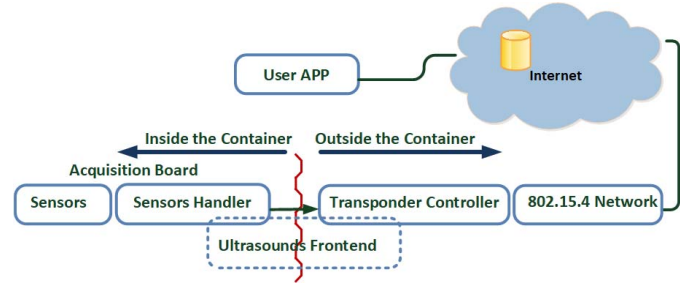 User APP
Internet
Inside the Container
Outside the Container
Acquisition Board
Sensors
Sensors Handler
Transponder Controller
802.15.4 Network
Ultrasounds Frontend